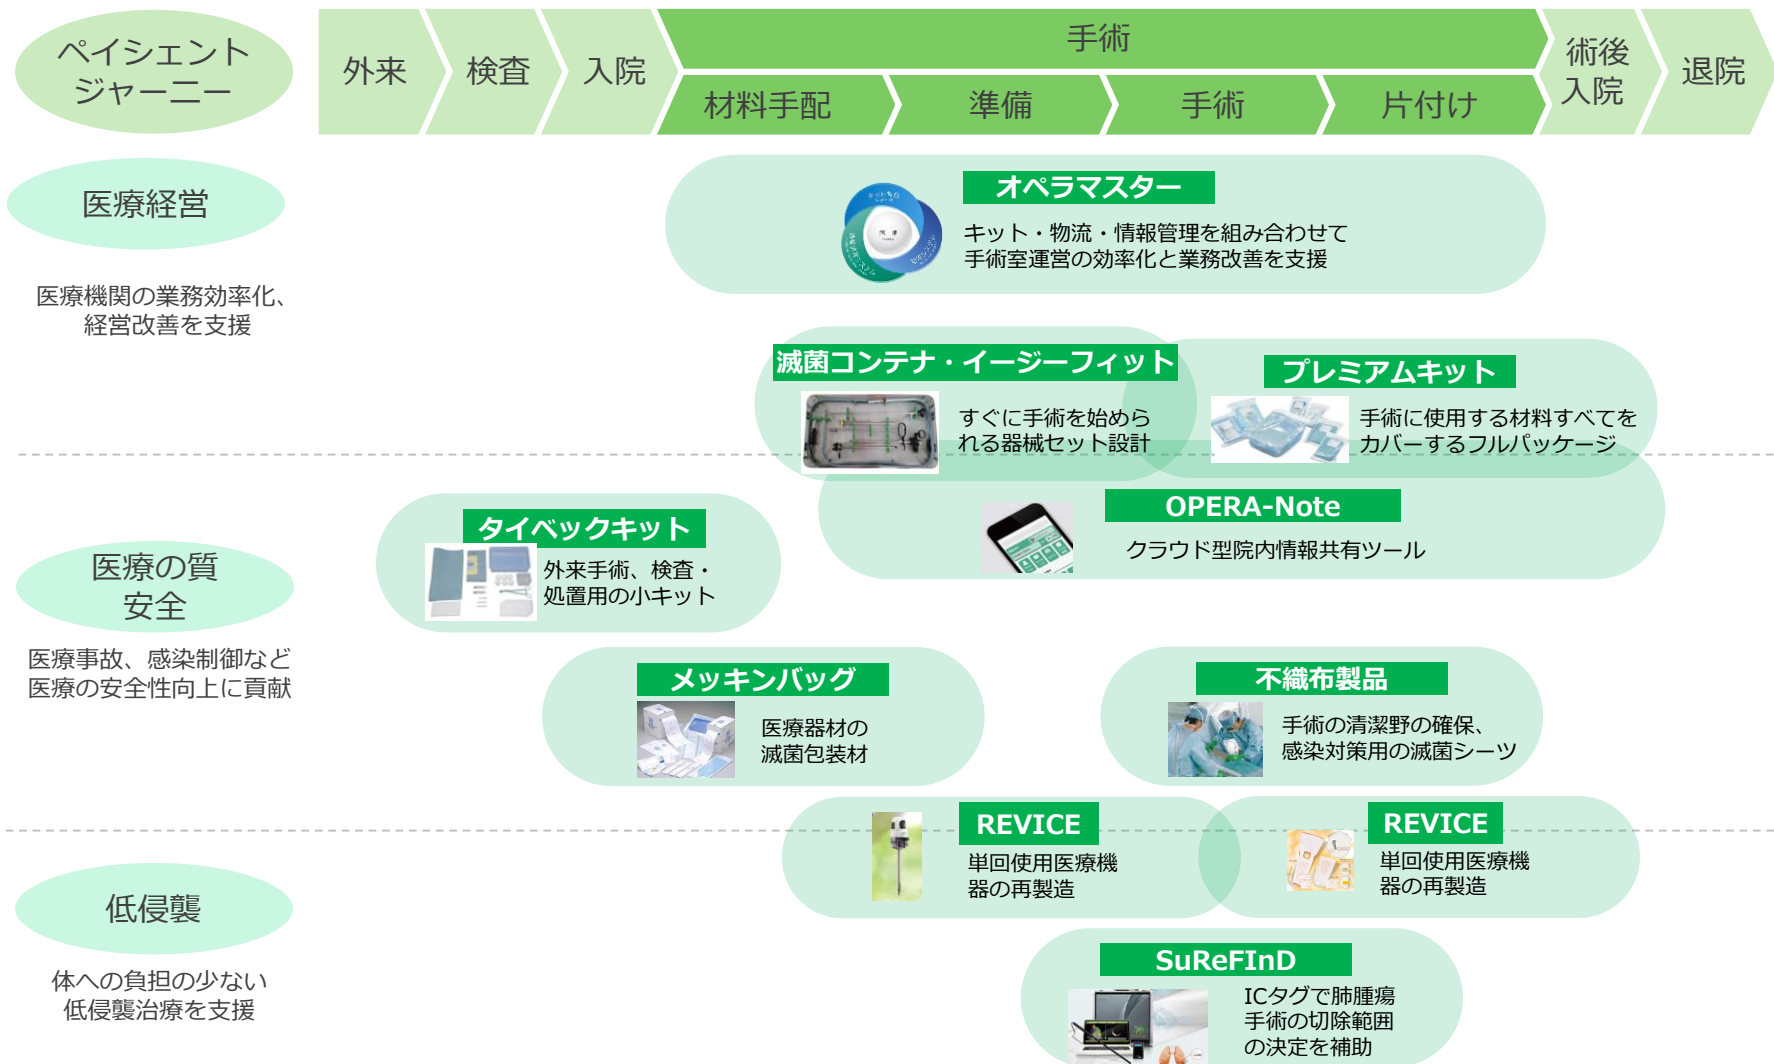 ペイシェント
ジャーニー
外来
検査
入院
手術
材料手配
準備
手術
片付け
術後
入院
退院
医療経営
医療機関の業務効率化、
経営改善を支援
オペラマスター
キット・物流・情報管理を組み合わせて
手術室運営の効率化と業務改善を支援
滅菌コンテナ・イージーフィット
すぐに手術を始めら
れる器械セット設計
プレミアムキット
手術に使用する材料すべてを
カバーするフルパッケージ
OPERA-Note
クラウド型院内情報共有ツール
タイベックキット
外来手術、検査・
処置用の小キット
医療の質
安全
医療事故、感染制御など
医療の安全性向上に貢献
メッキンバッグ
医療器材の
滅菌包装材
不織布製品
手術の清潔野の確保、
感染対策用の滅菌シーツ
REVICE
単回使用医療機
器の再製造
REVICE
単回使用医療機
器の再製造
低侵襲
体への負担の少ない
低侵襲治療を支援
SuReFInD
ICタグで肺腫瘍
手術の切除範囲
の決定を補助